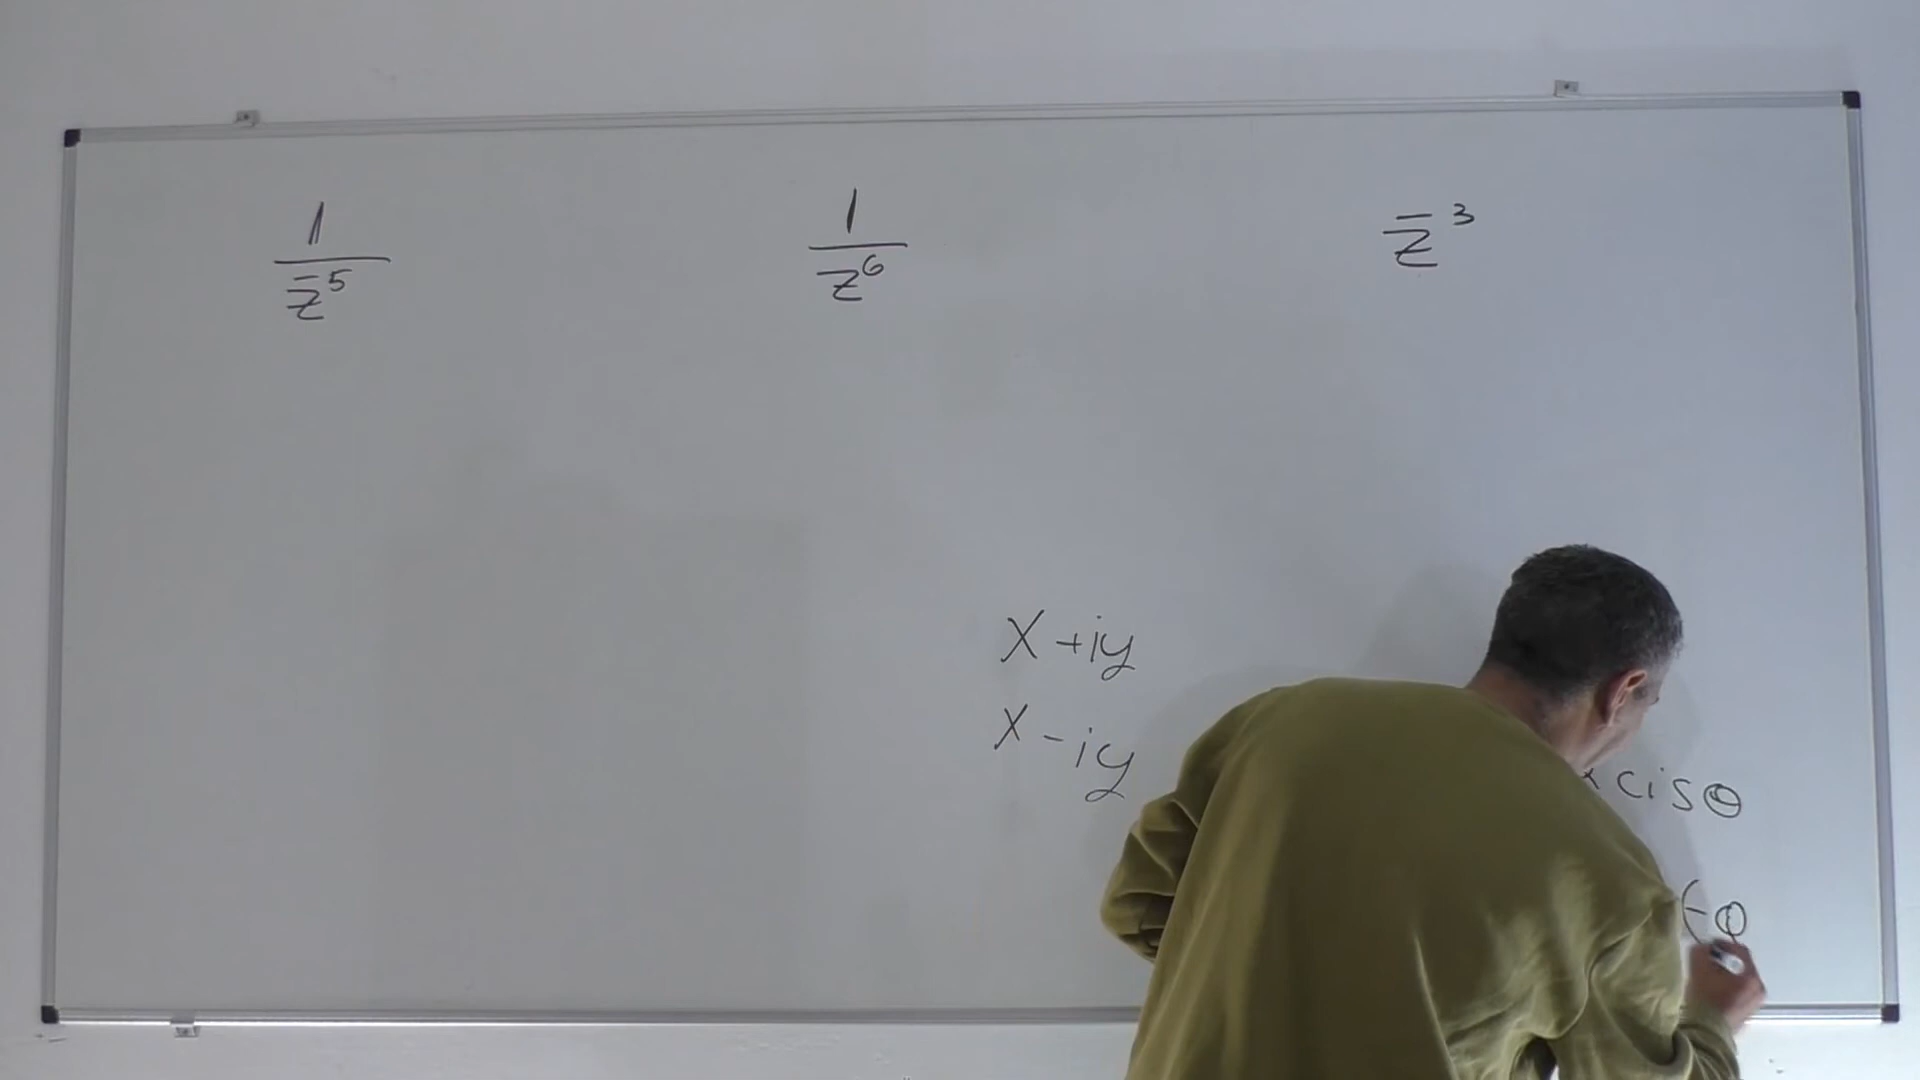 1/z̄⁵
1/z⁶
z̄³
x + iy
x - iy
cisθ
(-θ